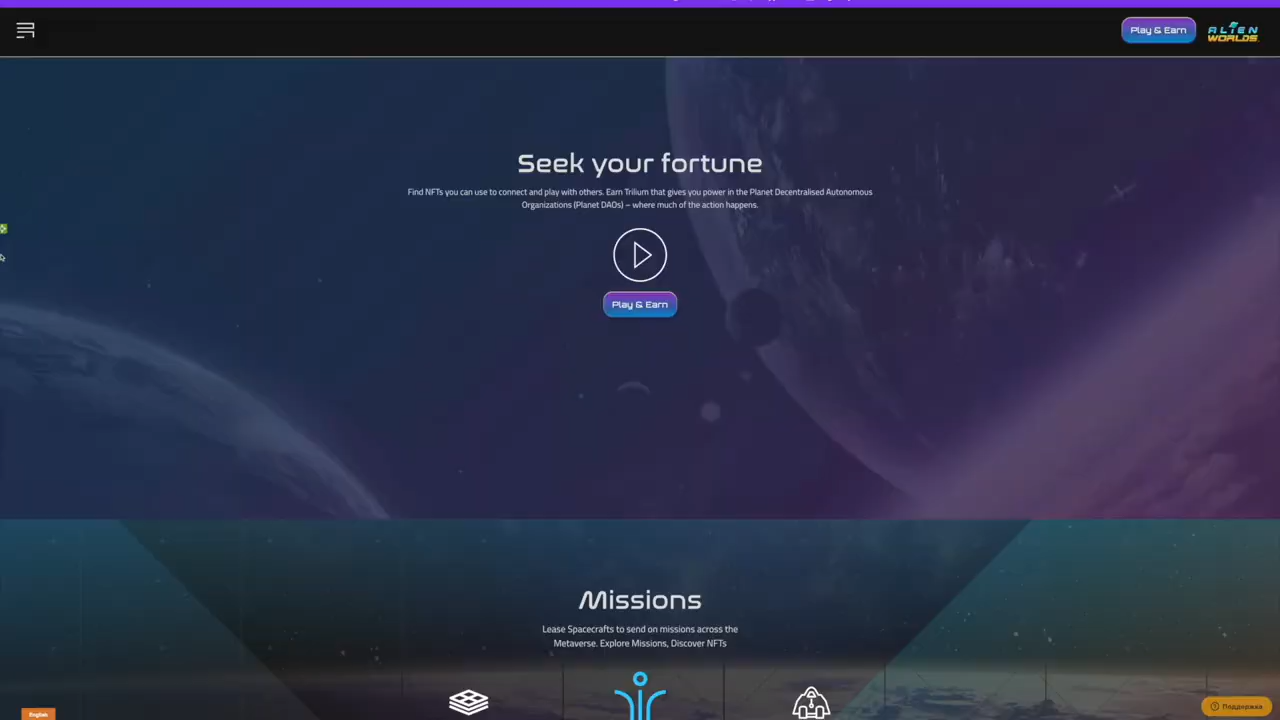 Play & Earn
ALIEN
WORLDS
Seek your fortune
Find NFTs you can use to connect and play with others. Earn Trilium that gives you power in the Planet Decentralised Autonomous
Organizations (Planet DAOs) – where much of the action happens.
Play & Earn
Missions
Lease Spacecrafts to send on missions across the
Metaverse. Explore Missions, Discover NFTs
English
Поддержка